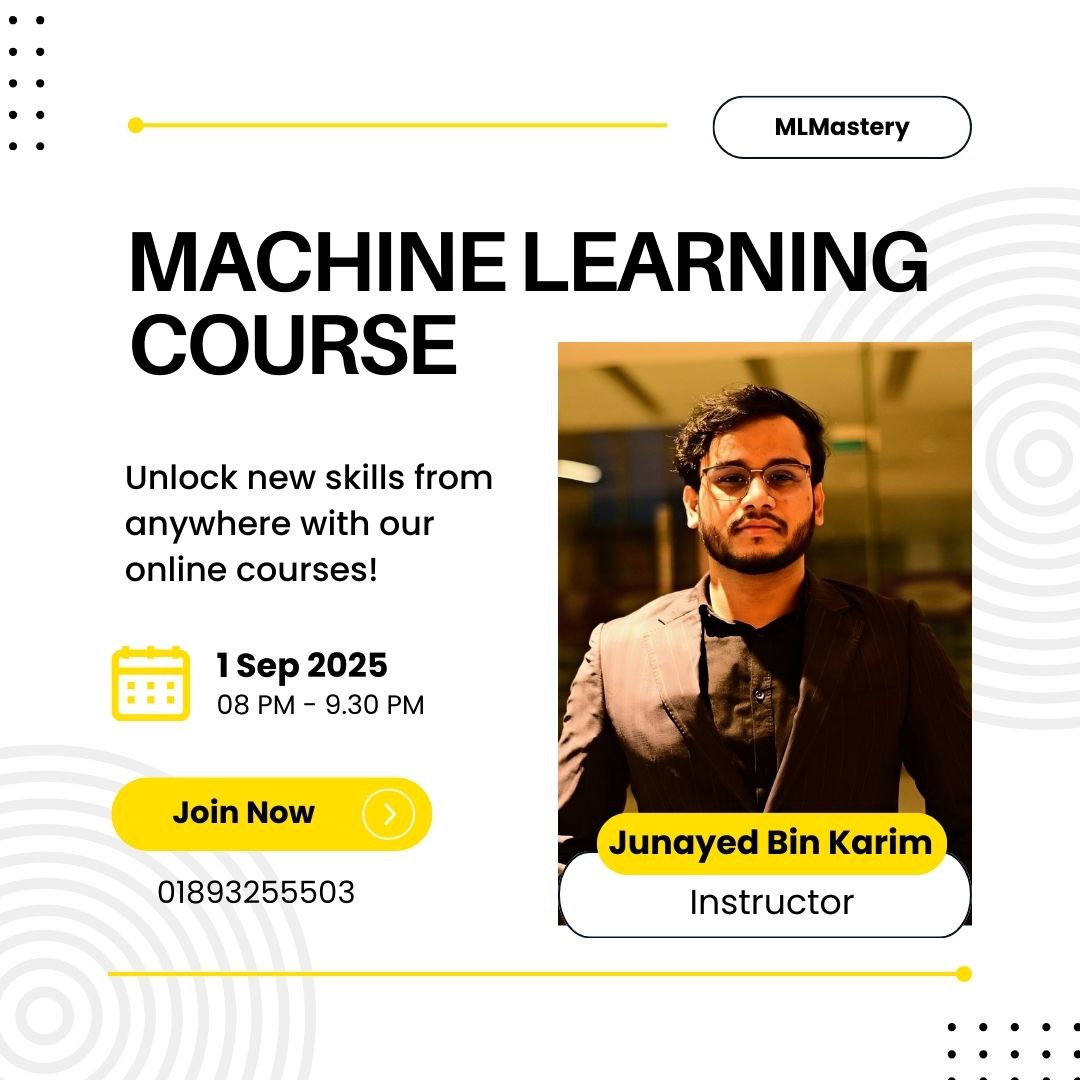 MLMastery
MACHINE LEARNING
COURSE
Unlock new skills from
anywhere with our
online courses!
1 Sep 2025
08 PM - 9.30 PM
Join Now
01893255503
Junayed Bin Karim
Instructor